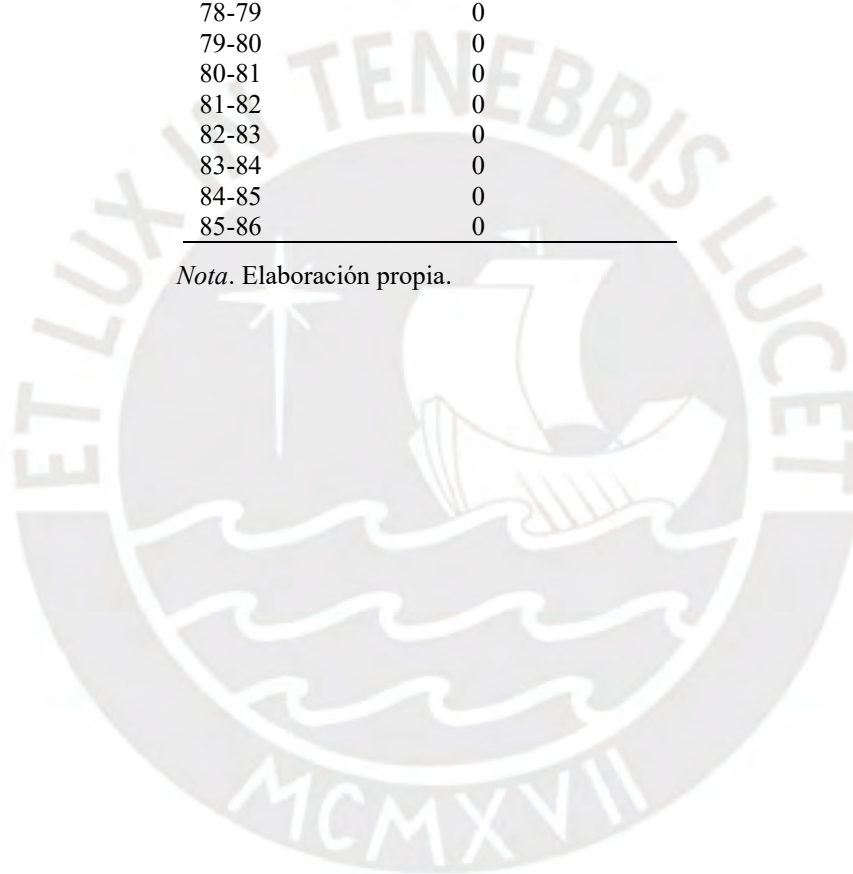 78-79 0
79-80 0
80-81 0
81-82 0
82-83 0
83-84 0
84-85 0
85-86 0
Nota. Elaboración propia.
ET LUX IN TENEBRIS LUCET
MCMXVII